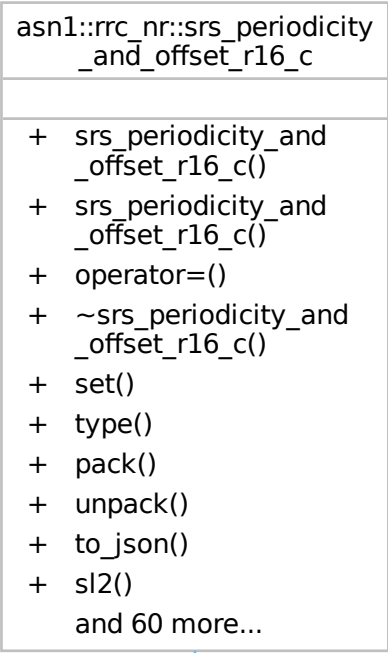 asn1::rrc_nr::srs_periodicity
_and_offset_r16_c
+ srs_periodicity_and
_offset_r16_c()
+ srs_periodicity_and
_offset_r16_c()
+ operator=()
+ ~srs_periodicity_and
_offset_r16_c()
+ set()
+ type()
+ pack()
+ unpack()
+ to_json()
+ sl2()
and 60 more...